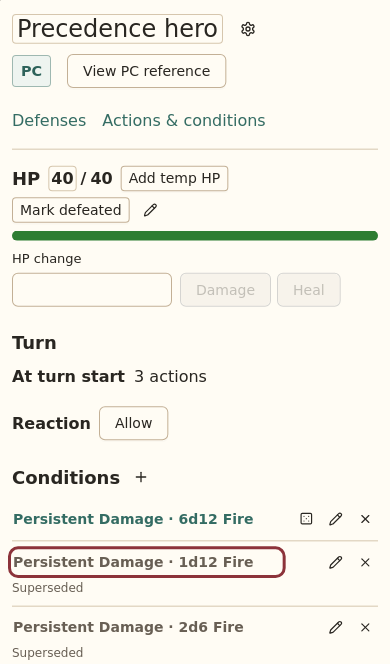 Precedence hero
PC View PC reference
Defenses Actions & conditions
HP 40 / 40 Add temp HP
Mark defeated
HP change
Damage Heal
Turn
At turn start 3 actions
Reaction Allow
Conditions +
Persistent Damage · 6d12 Fire
Persistent Damage · 1d12 Fire
Superseded
Persistent Damage · 2d6 Fire
Superseded